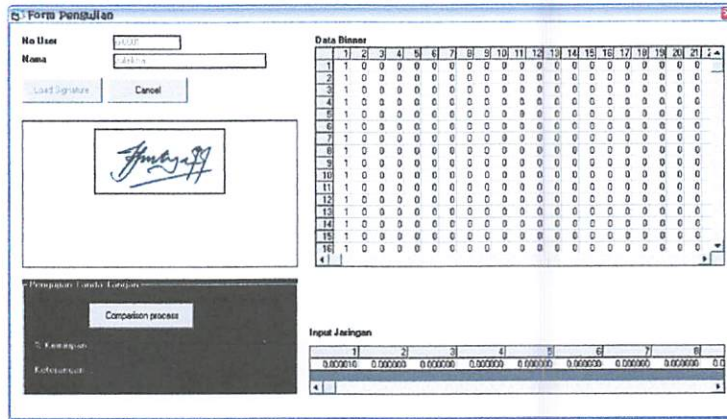 Form Pengujian
No User
Nama
Load Signature Cancel
Data Binner
1 2 3 4 5 6 7 8 9 10 11 12 13 14 15 16 17 18 19 20 21
1 1 0 0 0 0 0 0 0 0 0 0 0 0 0 0 0 0 0 0 0 0
2 1 0 0 0 0 0 0 0 0 0 0 0 0 0 0 0 0 0 0 0 0
3 1 0 0 0 0 0 0 0 0 0 0 0 0 0 0 0 0 0 0 0 0
4 1 0 0 0 0 0 0 0 0 0 0 0 0 0 0 0 0 0 0 0 0
5 1 0 0 0 0 0 0 0 0 0 0 0 0 0 0 0 0 0 0 0 0
6 1 0 0 0 0 0 0 0 0 0 0 0 0 0 0 0 0 0 0 0 0
7 1 0 0 0 0 0 0 0 0 0 0 0 0 0 0 0 0 0 0 0 0
8 1 0 0 0 0 0 0 0 0 0 0 0 0 0 0 0 0 0 0 0 0
9 1 0 0 0 0 0 0 0 0 0 0 0 0 0 0 0 0 0 0 0 0
10 1 0 0 0 0 0 0 0 0 0 0 0 0 0 0 0 0 0 0 0 0
11 1 0 0 0 0 0 0 0 0 0 0 0 0 0 0 0 0 0 0 0 0
12 1 0 0 0 0 0 0 0 0 0 0 0 0 0 0 0 0 0 0 0 0
13 1 0 0 0 0 0 0 0 0 0 0 0 0 0 0 0 0 0 0 0 0
14 1 0 0 0 0 0 0 0 0 0 0 0 0 0 0 0 0 0 0 0 0
15 1 0 0 0 0 0 0 0 0 0 0 0 0 0 0 0 0 0 0 0 0
16 1 0 0 0 0 0 0 0 0 0 0 0 0 0 0 0 0 0 0 0 0
Pengujian Tanda Tangan
Comparison process
% Kemiripan
Keterangan
Input Jaringan
1 2 3 4 5 6 7 8
0.000010 0.000000 0.000000 0.000000 0.000000 0.000000 0.000000 0.000000 0.0